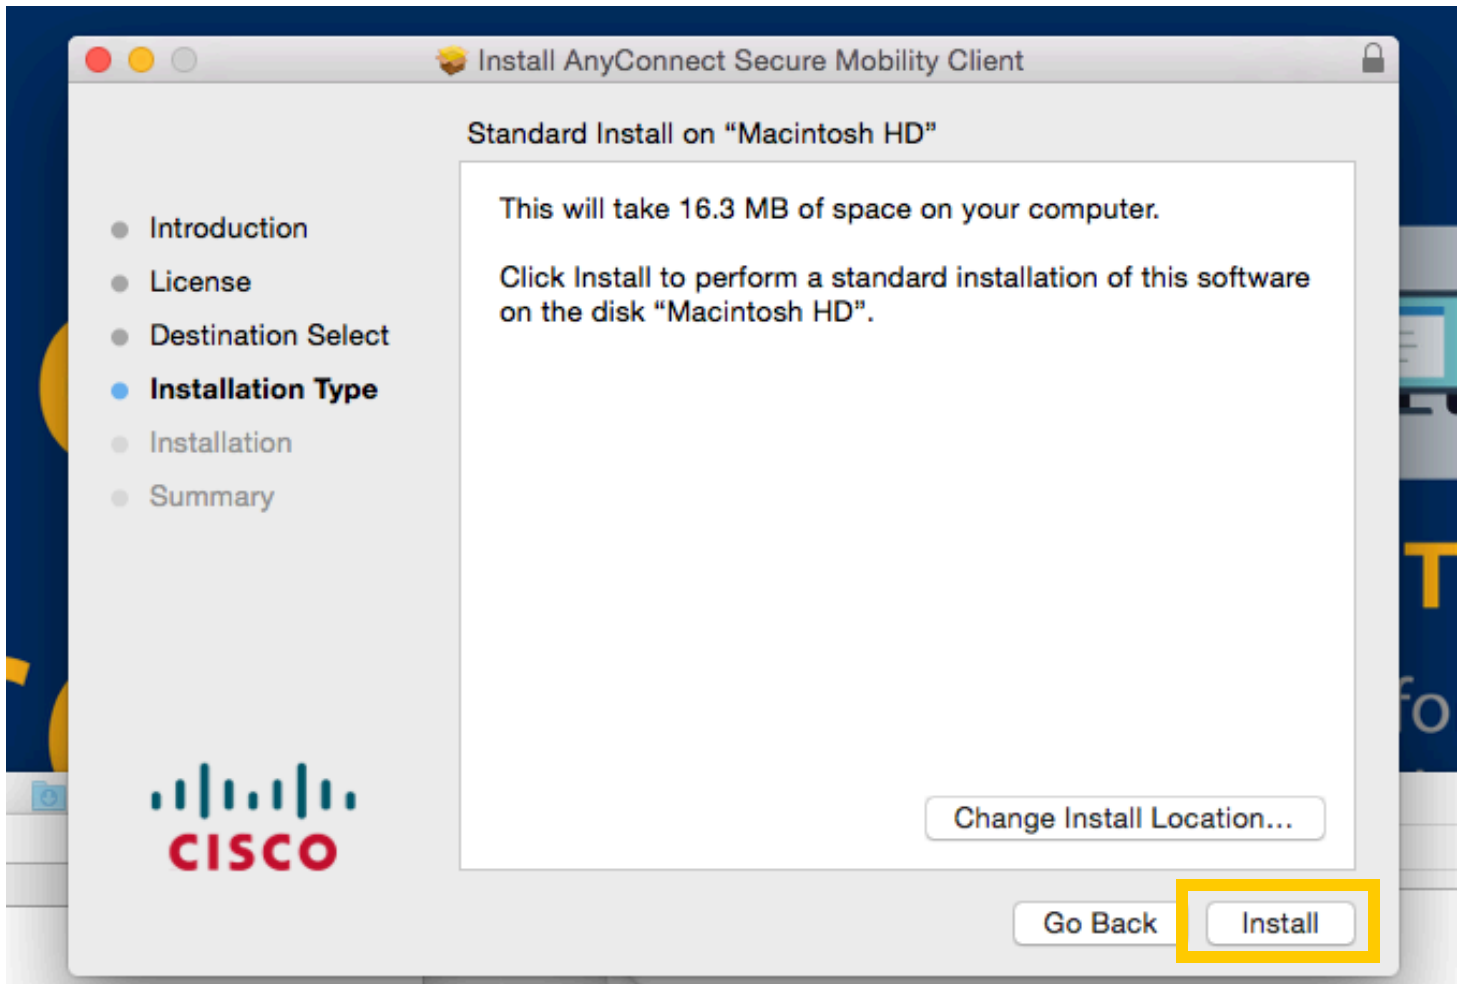 Install AnyConnect Secure Mobility Client
Standard Install on “Macintosh HD”
Introduction
License
Destination Select
Installation Type
Installation
Summary
This will take 16.3 MB of space on your computer.
Click Install to perform a standard installation of this software
on the disk “Macintosh HD”.
Change Install Location...
CISCO
Go Back
Install
T
fo